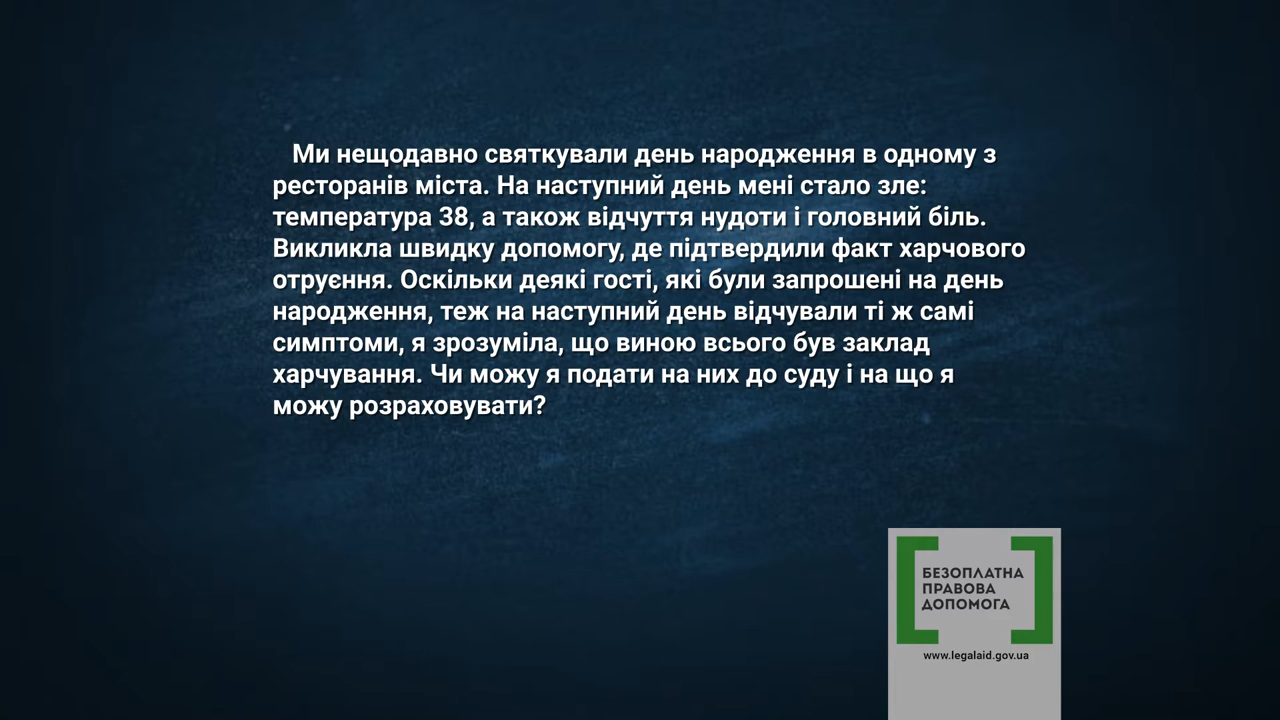 Ми нещодавно святкували день народження в одному з
ресторанів міста. На наступний день мені стало зле:
температура 38, а також відчуття нудоти і головний біль.
Викликла швидку допомогу, де підтвердили факт харчового
отруєння. Оскільки деякі гості, які були запрошені на день
народження, теж на наступний день відчували ті ж самі
симптоми, я зрозуміла, що виною всього був заклад
харчування. Чи можу я подати на них до суду і на що я
можу розраховувати?
БЕЗОПЛАТНА
ПРАВОВА
ДОПОМОГА
www.legalaid.gov.ua